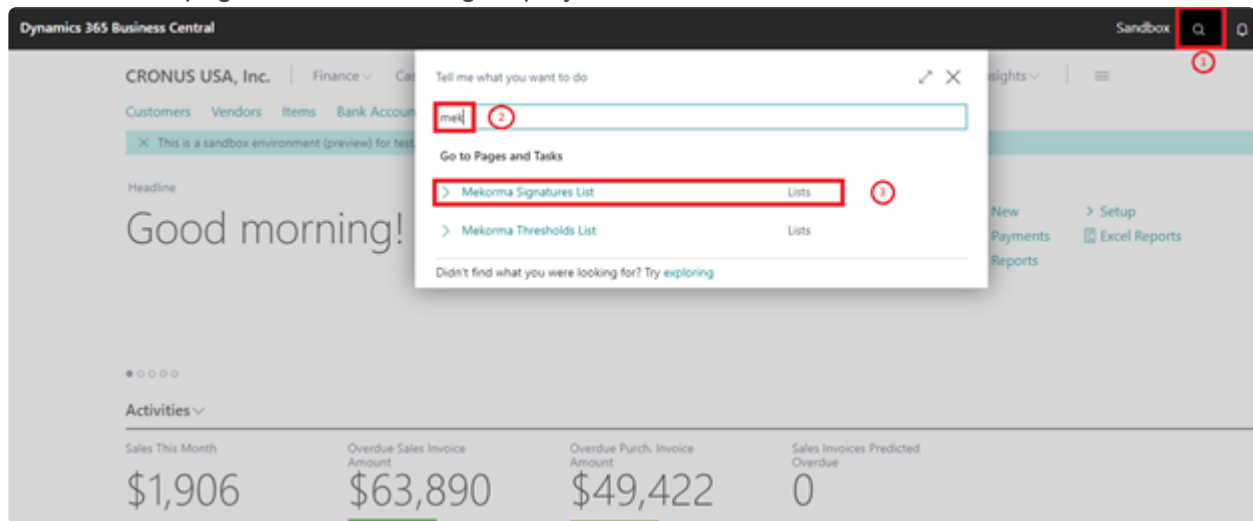 Dynamics 365 Business Central Sandbox
1
CRONUS USA, Inc. Finance Tell me what you want to do
Customers Vendors Items mek 2
This is a sandbox environment (preview) for test
Go to Pages and Tasks
Headline
Mekorma Signatures List Lists 3
Good morning! New > Setup
Mekorma Thresholds List Lists Payments Excel Reports
Reports
Didn't find what you were looking for? Try exploring
Activities
Sales This Month Overdue Sales Invoice Amount Overdue Purch. Invoice Amount Sales Invoices Predicted Overdue
$1,906 $63,890 $49,422 0